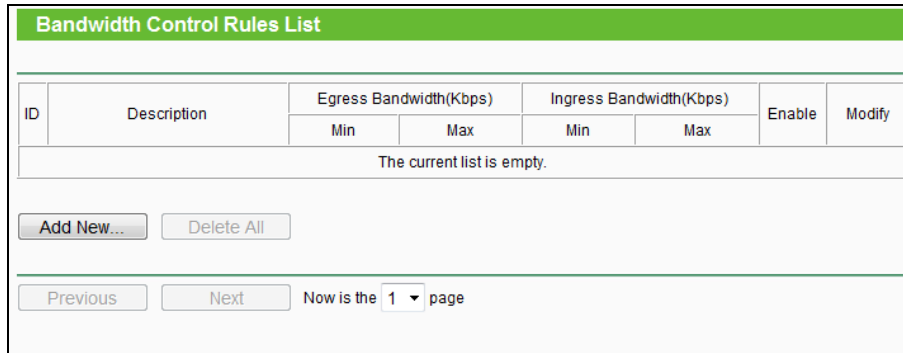 Bandwidth Control Rules List
ID Description Egress Bandwidth(Kbps) Ingress Bandwidth(Kbps) Enable Modify
Min Max Min Max
The current list is empty.
Add New... Delete All
Previous Next Now is the 1 page